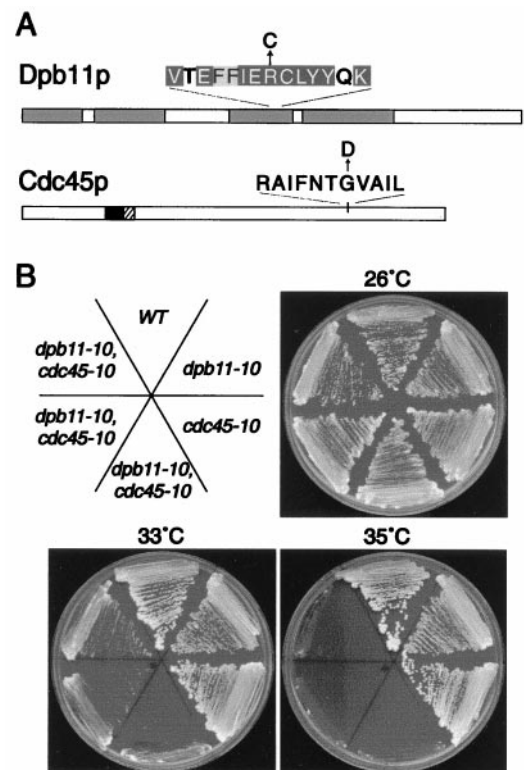 A
C
Dpb11p
VTEFFIERCLYYQK
D
Cdc45p
RAIFNTGVAIL
B
26°C
WT
dpb11-10,
cdc45-10
dpb11-10
dpb11-10,
cdc45-10
cdc45-10
dpb11-10,
cdc45-10
33°C
35°C